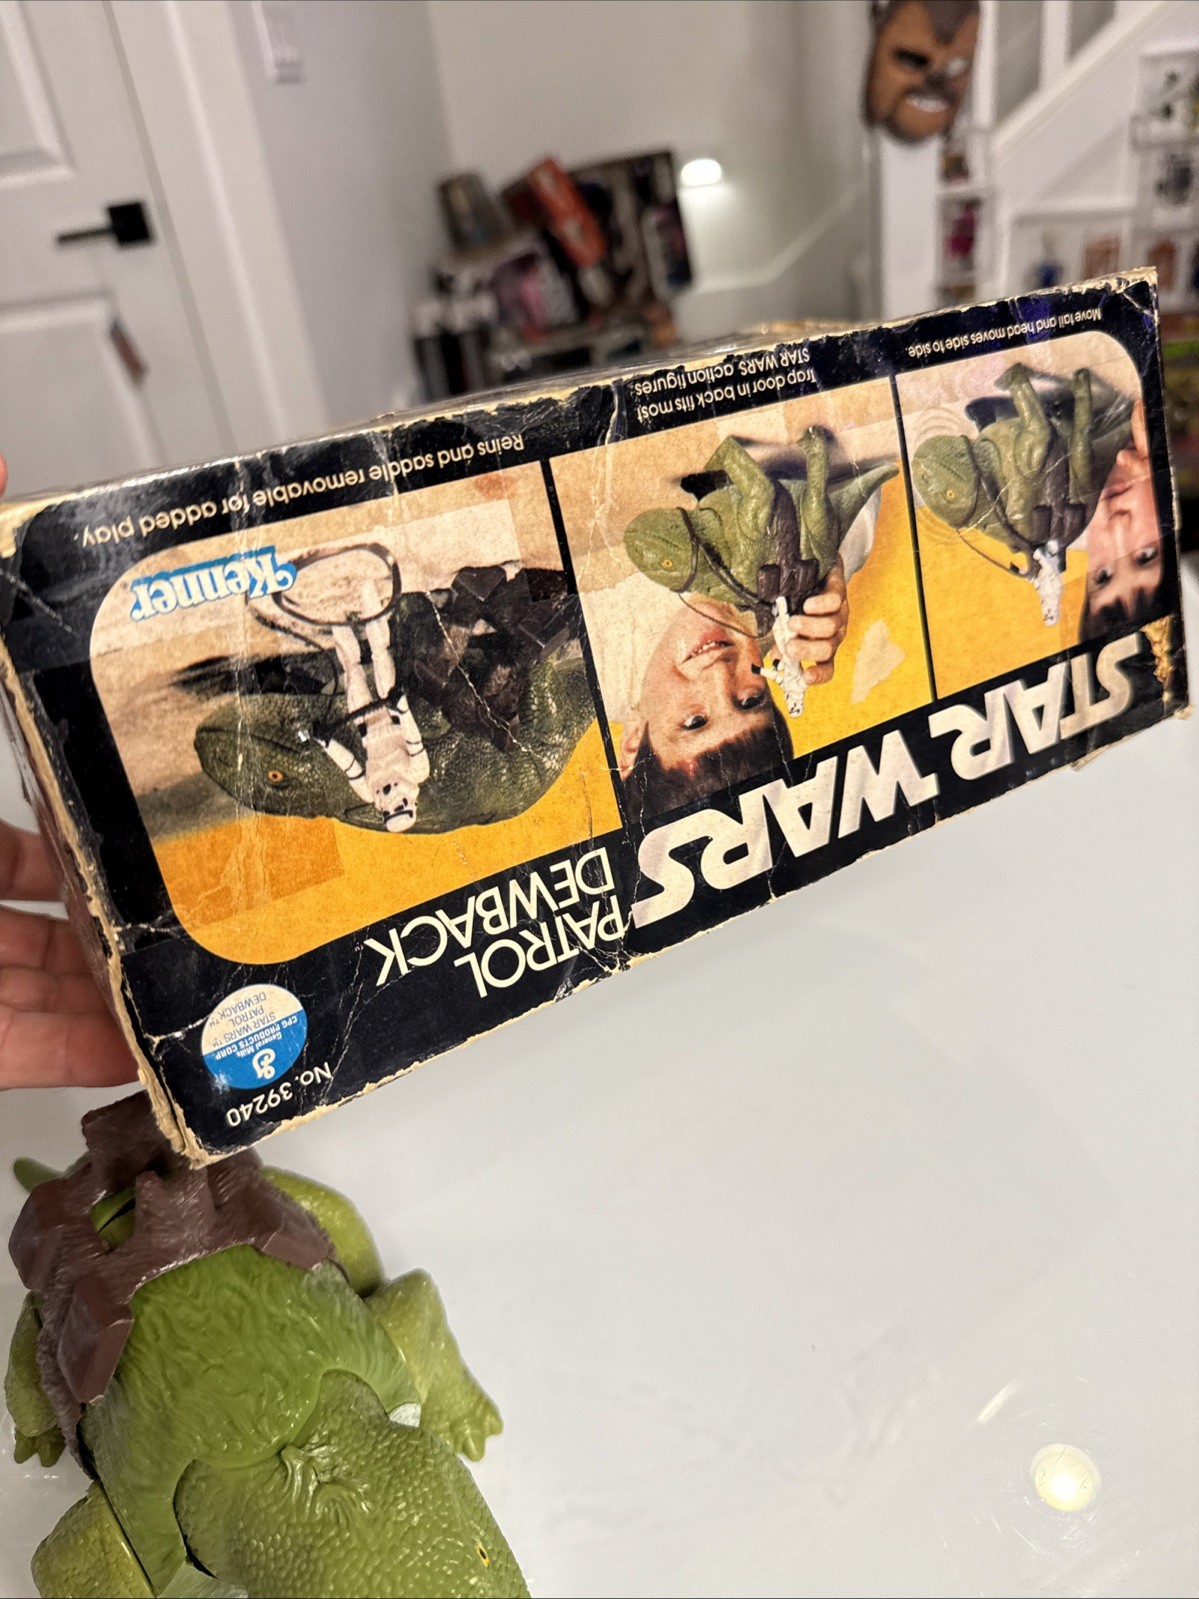 No. 39240
General Mills
CPG PRODUCTS CORP.
STAR WARS™
PATROL
DEWBACK™
PATROL
DEWBACK
STAR WARS
Kenner
Reins and saddle removable for added play.
Trap door in back fits most
STAR WARS action figures.
Move tail and head moves side to side.